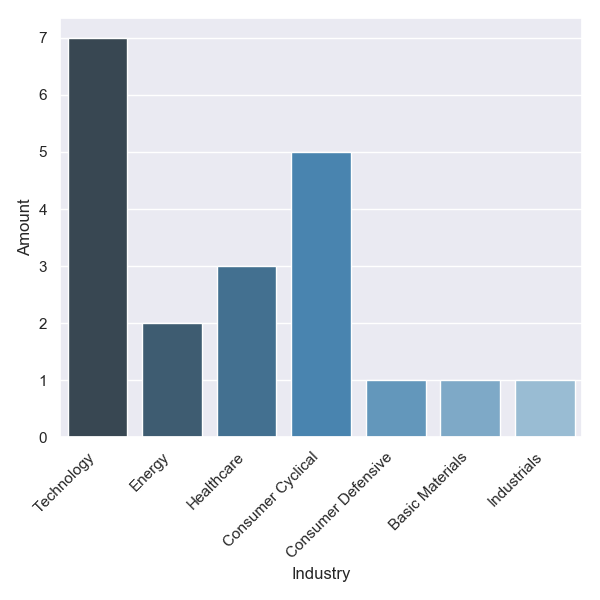 7
6
5
4
3
2
1
0
Amount
Technology
Energy
Healthcare
Consumer Cyclical
Consumer Defensive
Basic Materials
Industrials
Industry